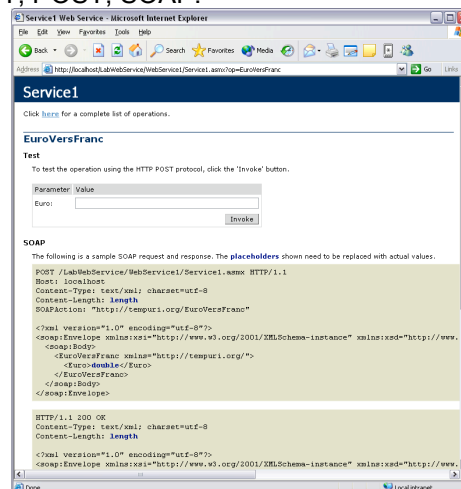 , POST, SOAP.
Service1 Web Service - Microsoft Internet Explorer
File Edit View Favorites Tools Help
Back Search Favorites Media
Address http://localhost/LabWebService/WebService1/Service1.asmx?op=EuroVersFranc Go Links
Service1
Click here for a complete list of operations.
EuroVersFranc
Test
To test the operation using the HTTP POST protocol, click the 'Invoke' button.
Parameter Value
Euro:
Invoke
SOAP
The following is a sample SOAP request and response. The placeholders shown need to be replaced with actual values.
POST /LabWebService/WebService1/Service1.asmx HTTP/1.1
Host: localhost
Content-Type: text/xml; charset=utf-8
Content-Length: length
SOAPAction: "http://tempuri.org/EuroVersFranc"
<?xml version="1.0" encoding="utf-8"?>
<soap:Envelope xmlns:xsi="http://www.w3.org/2001/XMLSchema-instance" xmlns:xsd="http://www.
<soap:Body>
<EuroVersFranc xmlns="http://tempuri.org/">
<Euro>double</Euro>
</EuroVersFranc>
</soap:Body>
</soap:Envelope>
HTTP/1.1 200 OK
Content-Type: text/xml; charset=utf-8
Content-Length: length
<?xml version="1.0" encoding="utf-8"?>
<soap:Envelope xmlns:xsi="http://www.w3.org/2001/XMLSchema-instance" xmlns:xsd="http://www.
Done Local intranet